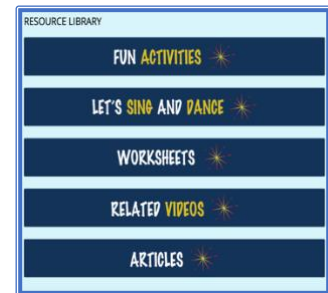 RESOURCE LIBRARY
FUN ACTIVITIES
LET'S SING AND DANCE
WORKSHEETS
RELATED VIDEOS
ARTICLES